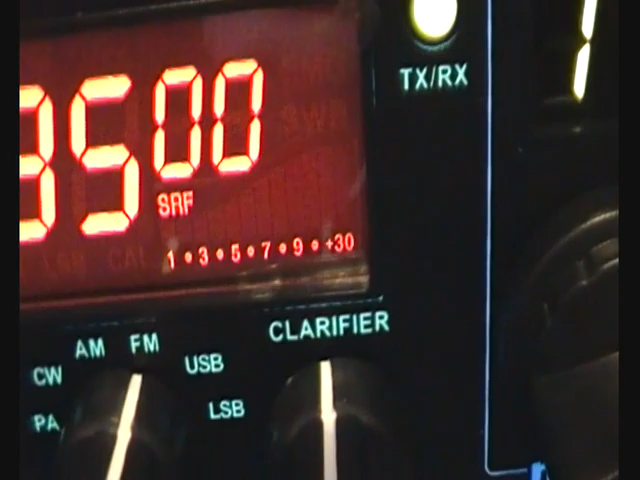 TX/RX
3500
SWR
SRF
CAL
1 • 3 • 5 • 7 • 9 • +30
CLARIFIER
AM FM
CW USB
PA LSB